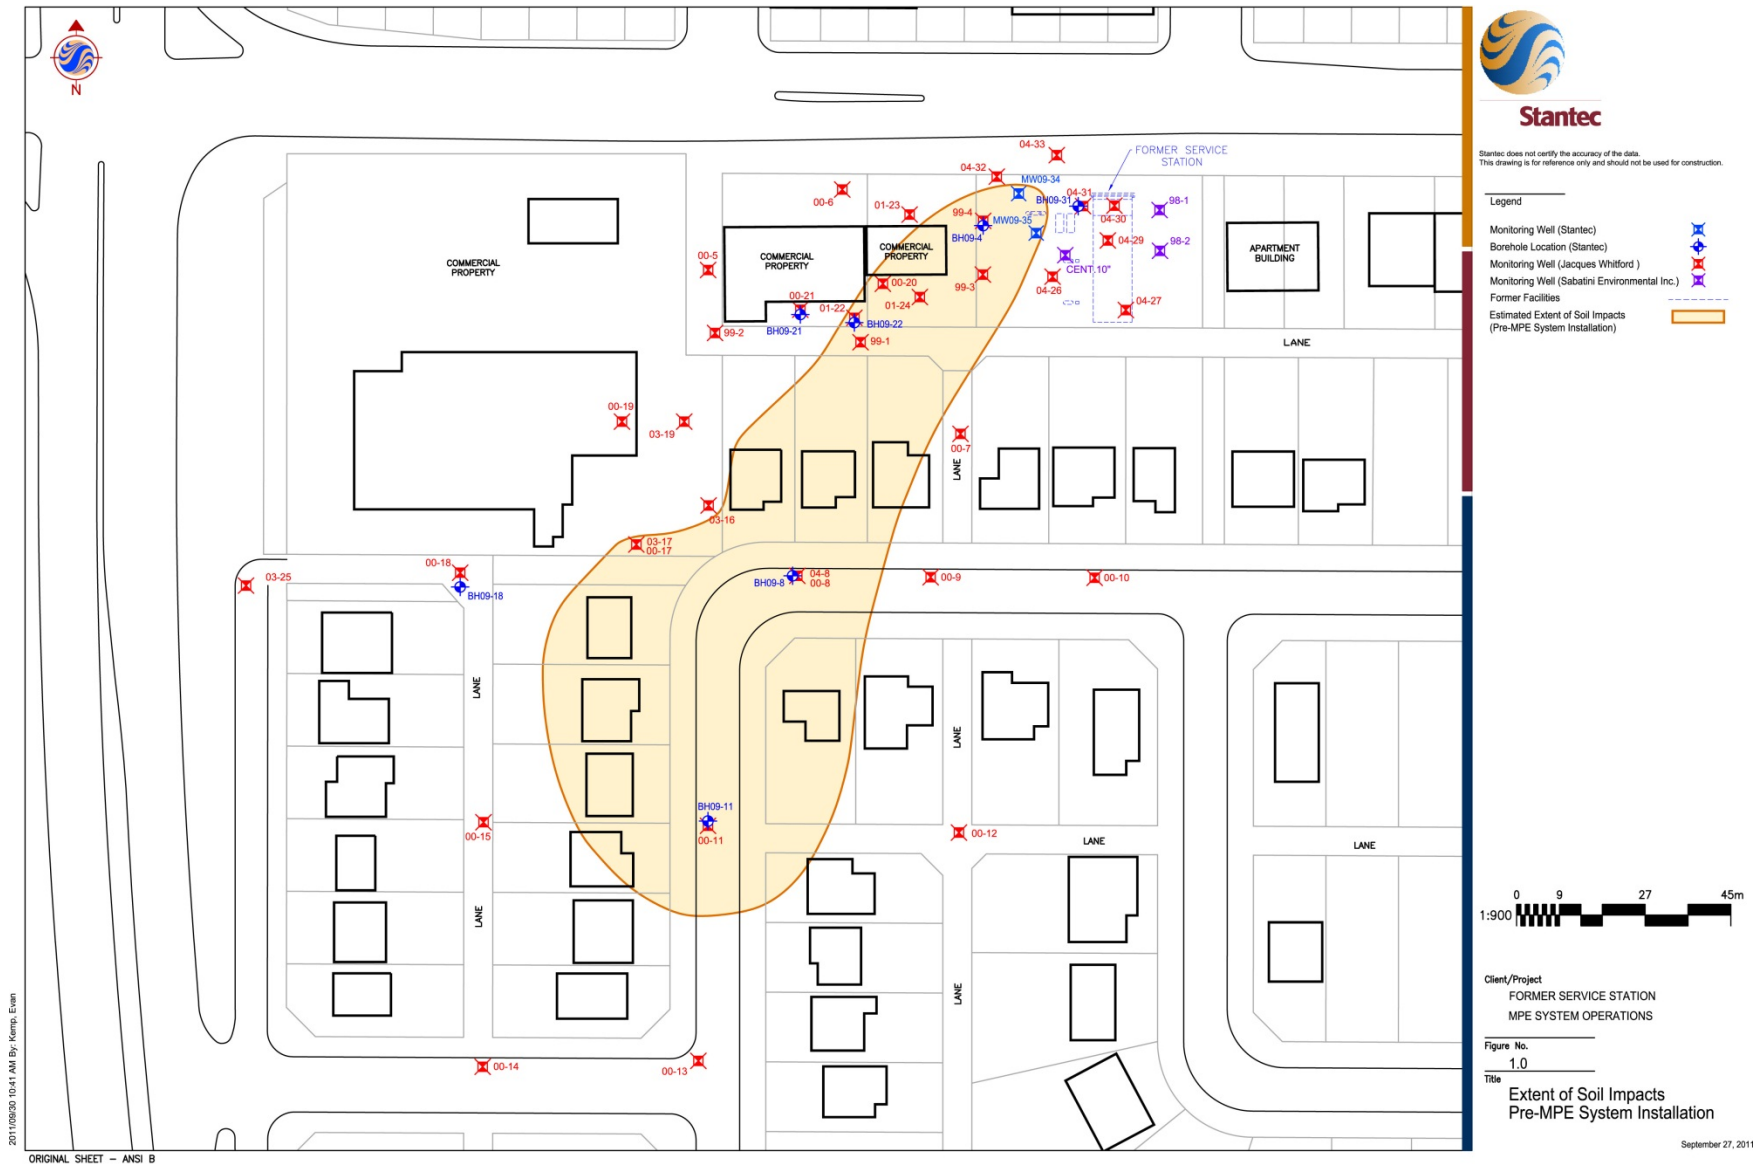 N
04-33
FORMER SERVICE
STATION
04-32
MW09-34
04-31
BH09-31
98-1
00-6
01-23
99-4
MW09-35
04-30
BH09-4
04-29
98-2
COMMERCIAL
PROPERTY
COMMERCIAL
PROPERTY
COMMERCIAL
PROPERTY
APARTMENT
BUILDING
00-5
CENT.10"
99-3
04-26
00-20
00-21
01-22
01-24
04-27
99-2
BH09-21
BH09-22
99-1
LANE
00-19
03-19
00-7
LANE
03-16
03-17
00-17
00-18
03-25
BH09-18
BH09-8
04-8
00-8
00-9
00-10
LANE
LANE
BH09-11
00-15
00-11
00-12
LANE
LANE
LANE
LANE
00-14
00-13
Stantec
Stantec does not certify the accuracy of the data.
This drawing is for reference only and should not be used for construction.
Legend
Monitoring Well (Stantec)
Borehole Location (Stantec)
Monitoring Well (Jacques Whitford )
Monitoring Well (Sabatini Environmental Inc.)
Former Facilities
Estimated Extent of Soil Impacts
(Pre-MPE System Installation)
0 9 27 45m
1:900
Client/Project
FORMER SERVICE STATION
MPE SYSTEM OPERATIONS
Figure No.
1.0
Title
Extent of Soil Impacts
Pre-MPE System Installation
September 27, 2011
2011/09/30 10:41 AM By: Kemp, Evan
ORIGINAL SHEET - ANSI B